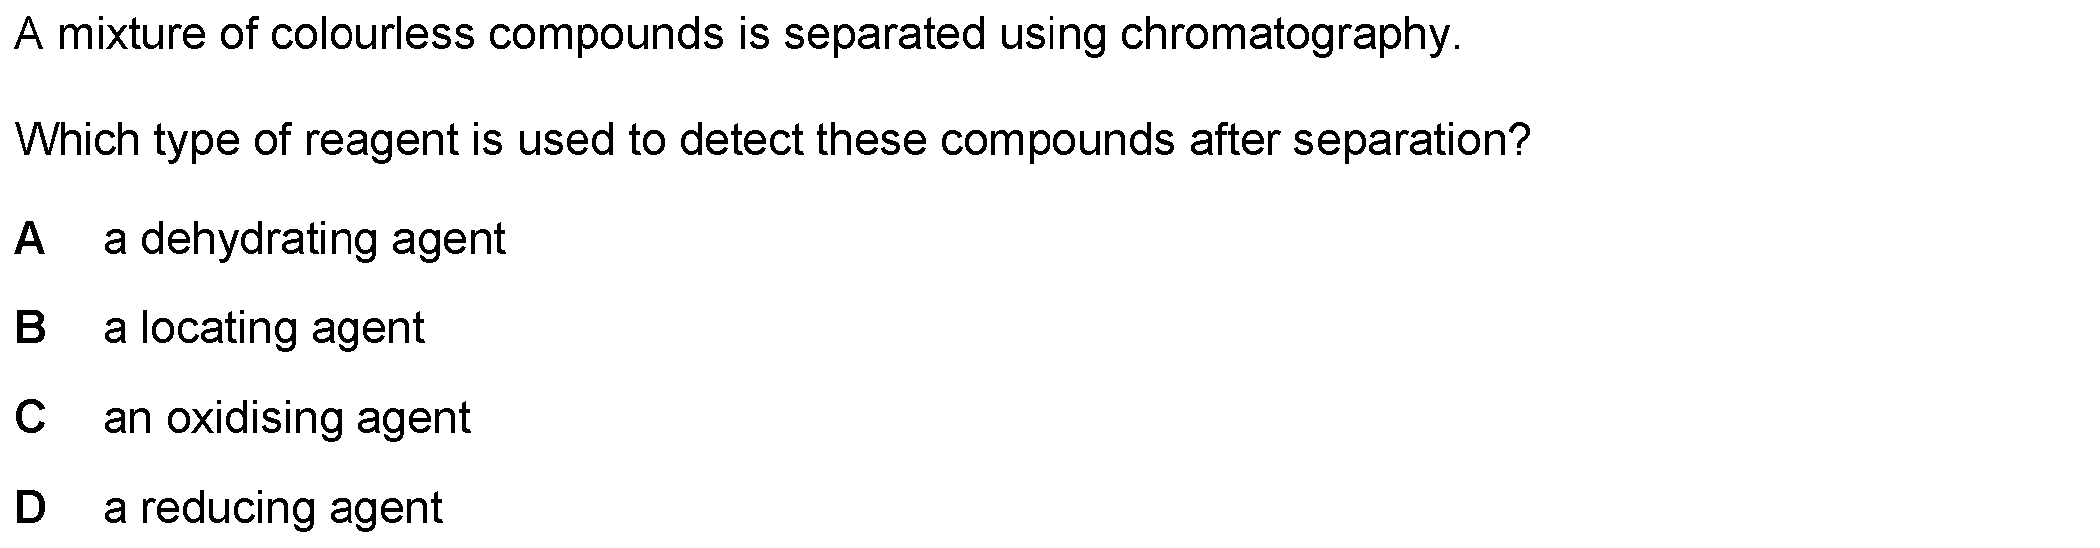 A mixture of colourless compounds is separated using chromatography.
Which type of reagent is used to detect these compounds after separation?
A a dehydrating agent
B a locating agent
C an oxidising agent
D a reducing agent